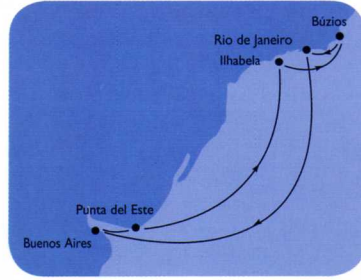 Búzios
Rio de Janeiro
Ilhabela
Punta del Este
Buenos Aires